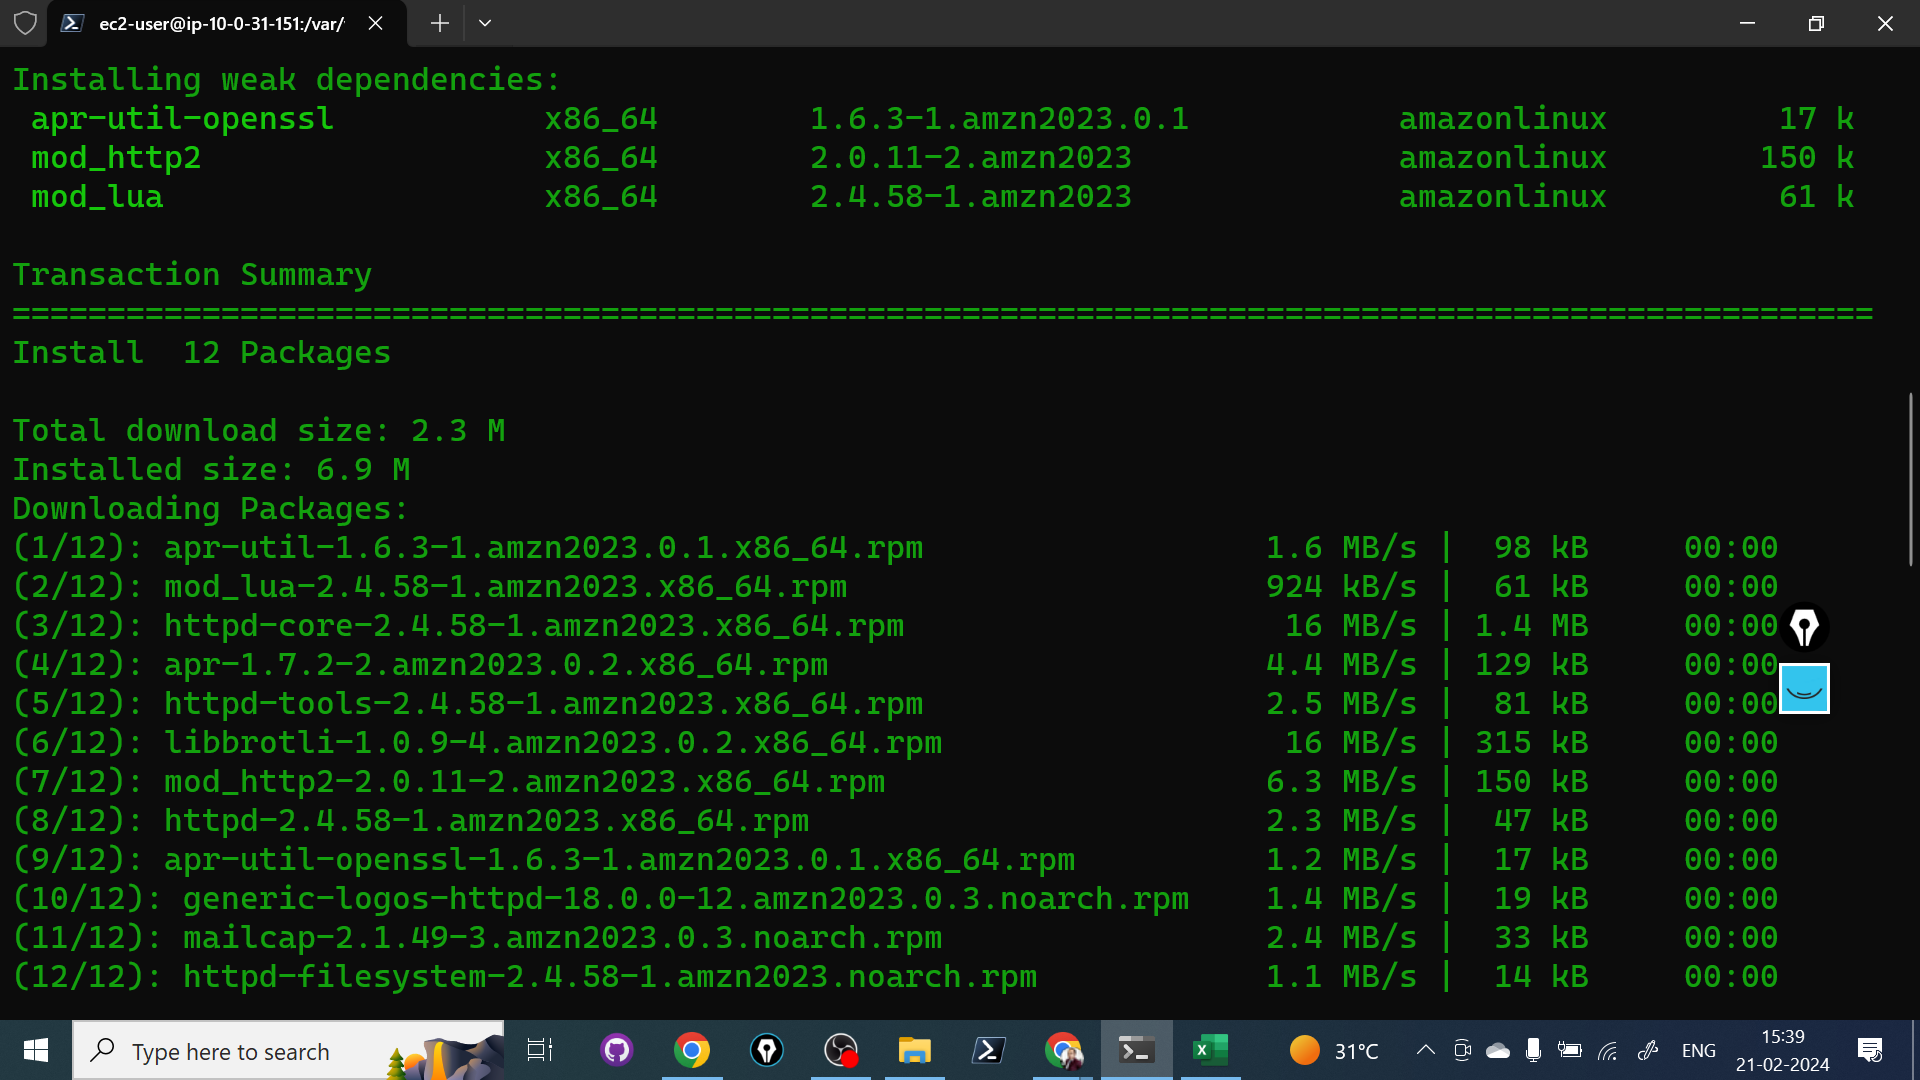 ec2-user@ip-10-0-31-151:/var/
Installing weak dependencies:
apr-util-openssl x86_64 1.6.3-1.amzn2023.0.1 amazonlinux 17 k
mod_http2 x86_64 2.0.11-2.amzn2023 amazonlinux 150 k
mod_lua x86_64 2.4.58-1.amzn2023 amazonlinux 61 k
Transaction Summary
==================================================================================================
Install 12 Packages
Total download size: 2.3 M
Installed size: 6.9 M
Downloading Packages:
(1/12): apr-util-1.6.3-1.amzn2023.0.1.x86_64.rpm 1.6 MB/s | 98 kB 00:00
(2/12): mod_lua-2.4.58-1.amzn2023.x86_64.rpm 924 kB/s | 61 kB 00:00
(3/12): httpd-core-2.4.58-1.amzn2023.x86_64.rpm 16 MB/s | 1.4 MB 00:00
(4/12): apr-1.7.2-2.amzn2023.0.2.x86_64.rpm 4.4 MB/s | 129 kB 00:00
(5/12): httpd-tools-2.4.58-1.amzn2023.x86_64.rpm 2.5 MB/s | 81 kB 00:00
(6/12): libbrotli-1.0.9-4.amzn2023.0.2.x86_64.rpm 16 MB/s | 315 kB 00:00
(7/12): mod_http2-2.0.11-2.amzn2023.x86_64.rpm 6.3 MB/s | 150 kB 00:00
(8/12): httpd-2.4.58-1.amzn2023.x86_64.rpm 2.3 MB/s | 47 kB 00:00
(9/12): apr-util-openssl-1.6.3-1.amzn2023.0.1.x86_64.rpm 1.2 MB/s | 17 kB 00:00
(10/12): generic-logos-httpd-18.0.0-12.amzn2023.0.3.noarch.rpm 1.4 MB/s | 19 kB 00:00
(11/12): mailcap-2.1.49-3.amzn2023.0.3.noarch.rpm 2.4 MB/s | 33 kB 00:00
(12/12): httpd-filesystem-2.4.58-1.amzn2023.noarch.rpm 1.1 MB/s | 14 kB 00:00
Type here to search
31°C
ENG
15:39
21-02-2024